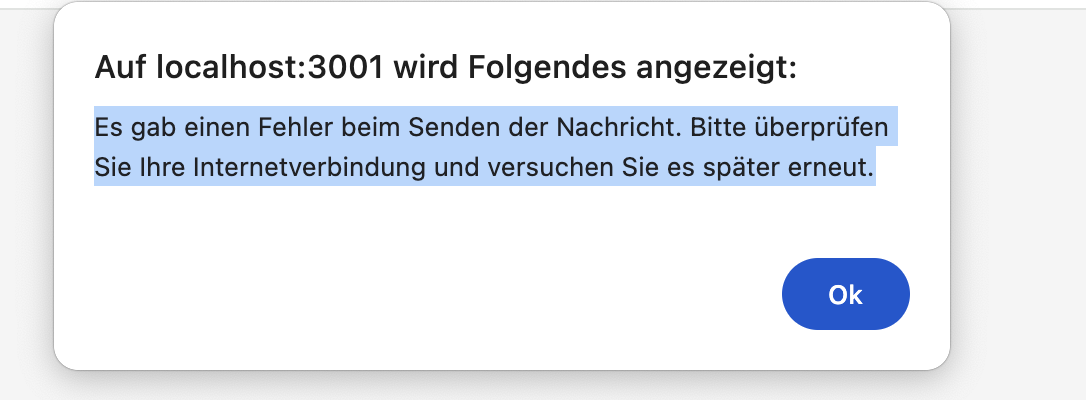 Auf localhost:3001 wird Folgendes angezeigt:
Es gab einen Fehler beim Senden der Nachricht. Bitte überprüfen
Sie Ihre Internetverbindung und versuchen Sie es später erneut.
Ok